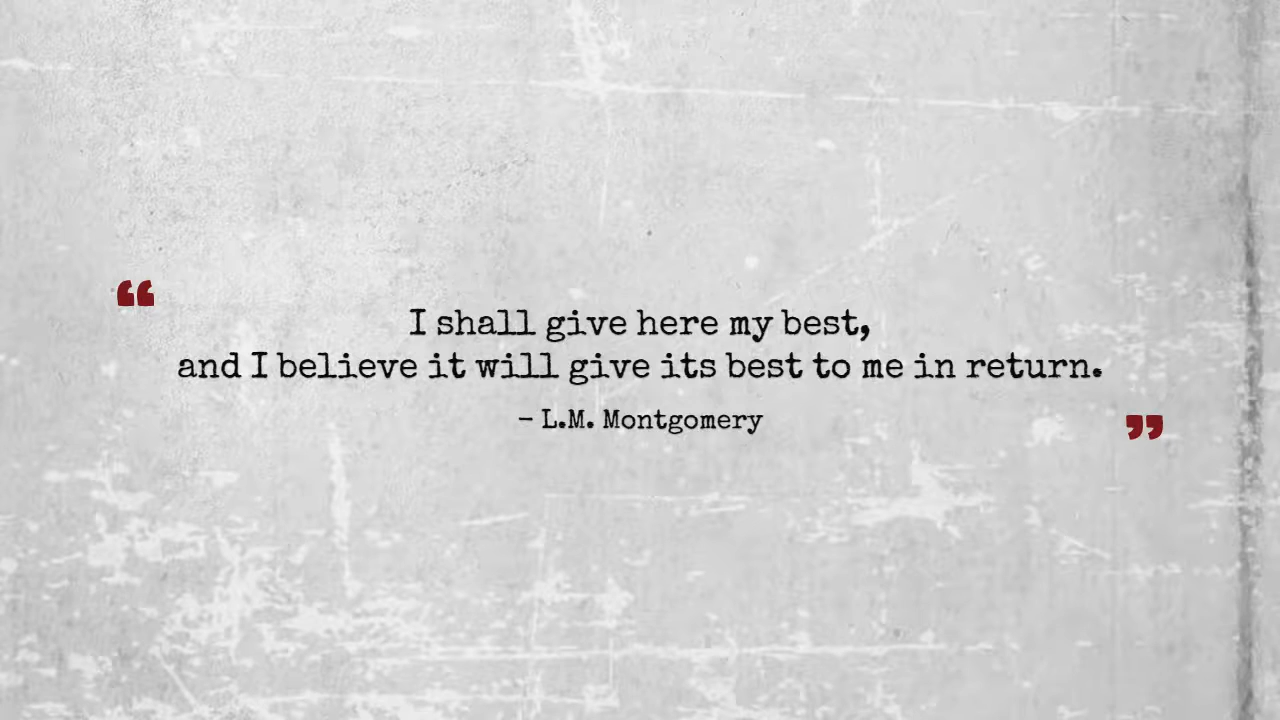 “
I shall give here my best,
and I believe it will give its best to me in return.
– L.M. Montgomery
”